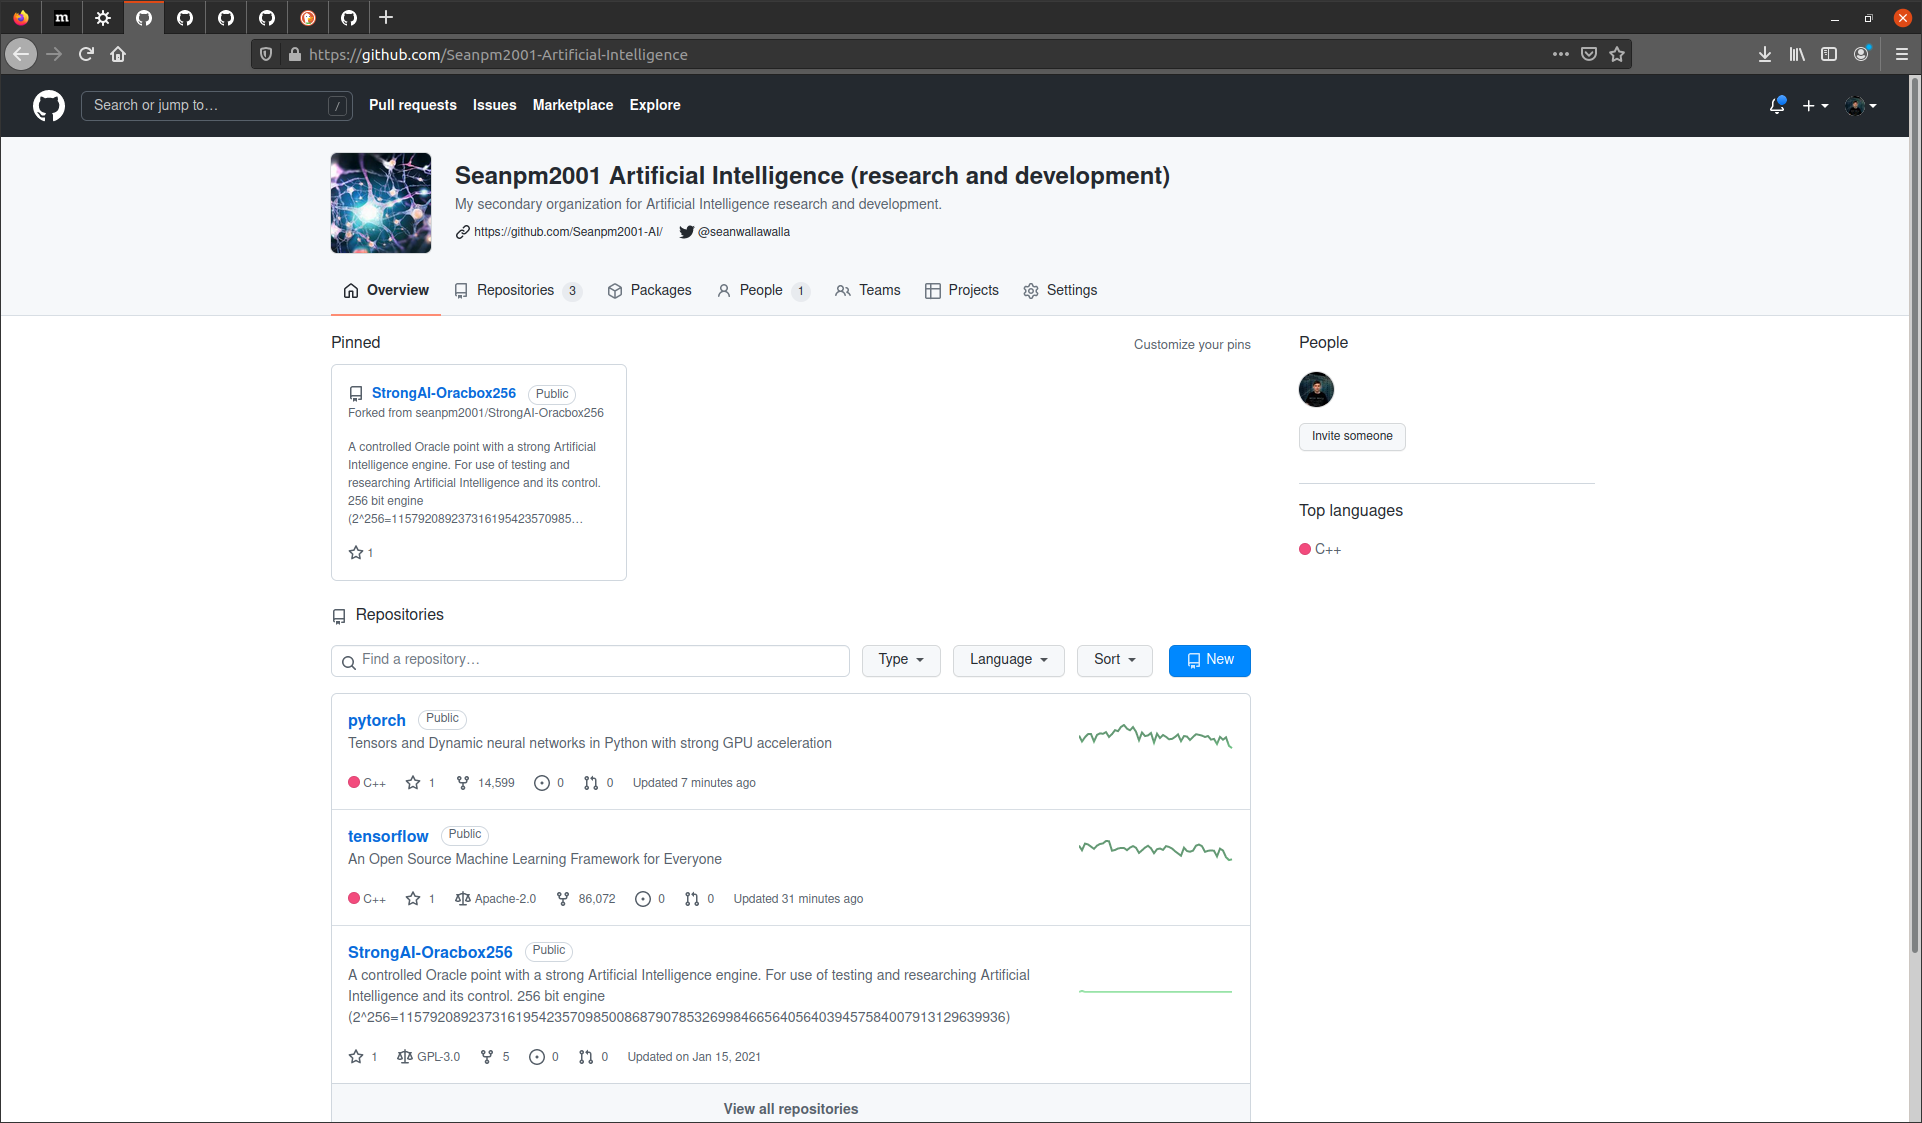 m
https://github.com/Seanpm2001-Artificial-Intelligence
Search or jump to…
/
Pull requests
Issues
Marketplace
Explore
Seanpm2001 Artificial Intelligence (research and development)
My secondary organization for Artificial Intelligence research and development.
https://github.com/Seanpm2001-AI/
@seanwallawalla
Overview
Repositories 3
Packages
People 1
Teams
Projects
Settings
Pinned
Customize your pins
StrongAI-Oracbox256 Public
Forked from seanpm2001/StrongAI-Oracbox256
A controlled Oracle point with a strong Artificial
Intelligence engine. For use of testing and
researching Artificial Intelligence and its control.
256 bit engine
(2^256=115792089237316195423570985…
1
People
Invite someone
Top languages
C++
Repositories
Find a repository…
Type
Language
Sort
New
pytorch Public
Tensors and Dynamic neural networks in Python with strong GPU acceleration
C++ 1 14,599 0 0 Updated 7 minutes ago
tensorflow Public
An Open Source Machine Learning Framework for Everyone
C++ 1 Apache-2.0 86,072 0 0 Updated 31 minutes ago
StrongAI-Oracbox256 Public
A controlled Oracle point with a strong Artificial Intelligence engine. For use of testing and researching Artificial
Intelligence and its control. 256 bit engine
(2^256=115792089237316195423570985008687907853269984665640564039457584007913129639936)
1 GPL-3.0 5 0 0 Updated on Jan 15, 2021
View all repositories